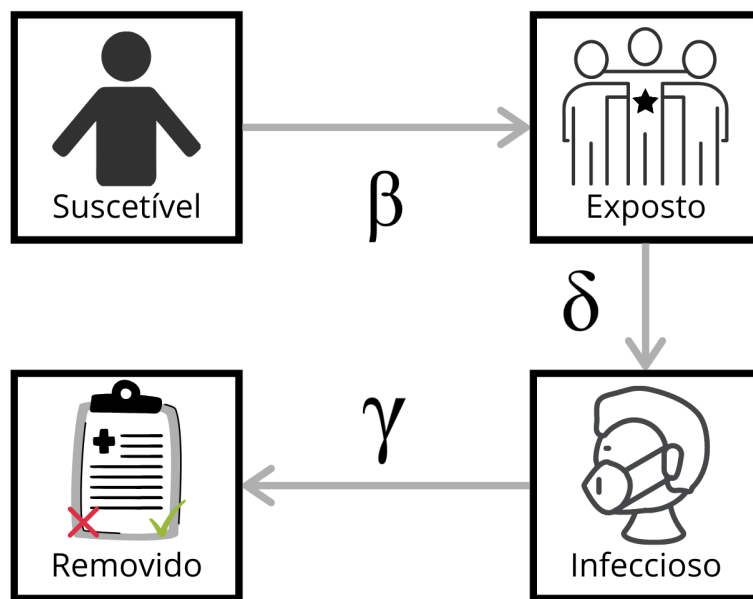 Suscetível
β
Exposto
δ
γ
Removido
Infeccioso